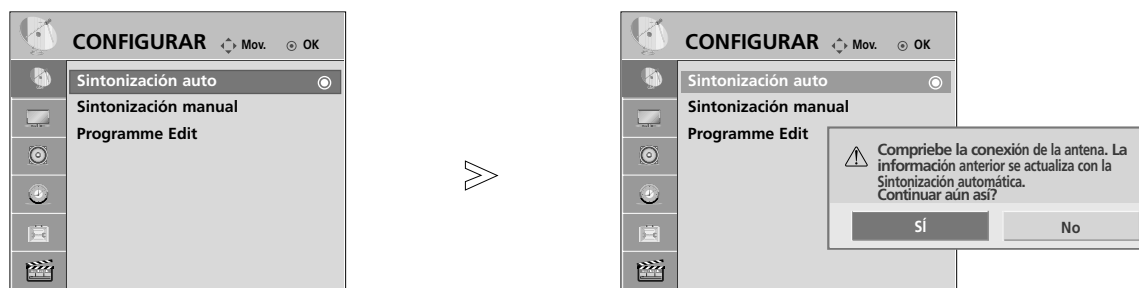 CONFIGURAR Mov. OK
Sintonización auto
Sintonización manual
Programme Edit
CONFIGURAR Mov. OK
Sintonización auto
Sintonización manual
Programme Edit
Compriebe la conexión de la antena. La
información anterior se actualiza con la
Sintonización automática.
Continuar aún así?
SÍ No